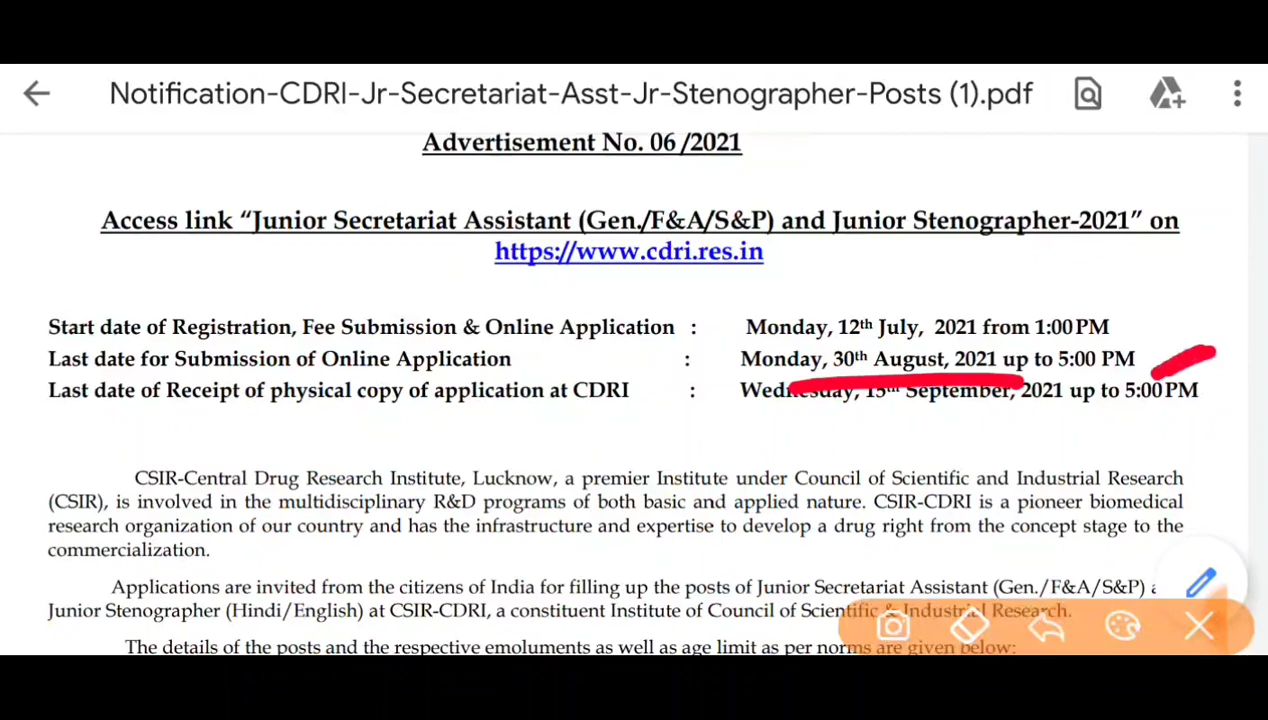 Notification-CDRI-Jr-Secretariat-Asst-Jr-Stenographer-Posts (1).pdf
Advertisement No. 06 /2021
Access link “Junior Secretariat Assistant (Gen./F&A/S&P) and Junior Stenographer-2021” on
https://www.cdri.res.in
Start date of Registration, Fee Submission & Online Application : Monday, 12th July, 2021 from 1:00 PM
Last date for Submission of Online Application : Monday, 30th August, 2021 up to 5:00 PM
Last date of Receipt of physical copy of application at CDRI : Wednesday, 15th September, 2021 up to 5:00 PM
CSIR-Central Drug Research Institute, Lucknow, a premier Institute under Council of Scientific and Industrial Research
(CSIR), is involved in the multidisciplinary R&D programs of both basic and applied nature. CSIR-CDRI is a pioneer biomedical
research organization of our country and has the infrastructure and expertise to develop a drug right from the concept stage to the
commercialization.
Applications are invited from the citizens of India for filling up the posts of Junior Secretariat Assistant (Gen./F&A/S&P)
Junior Stenographer (Hindi/English) at CSIR-CDRI, a constituent Institute of Council of Scientific & Industrial Research.
The details of the posts and the respective emoluments as well as age limit as per norms are given below: